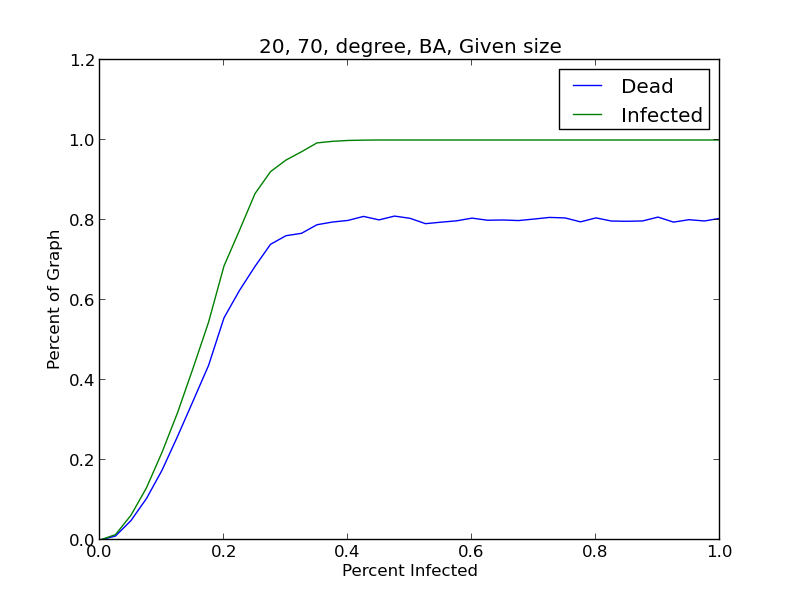 20, 70, degree, BA, Given size
Dead
Infected
Percent of Graph
1.2
1.0
0.8
0.6
0.4
0.2
0.0
0.0 0.2 0.4 0.6 0.8 1.0
Percent Infected